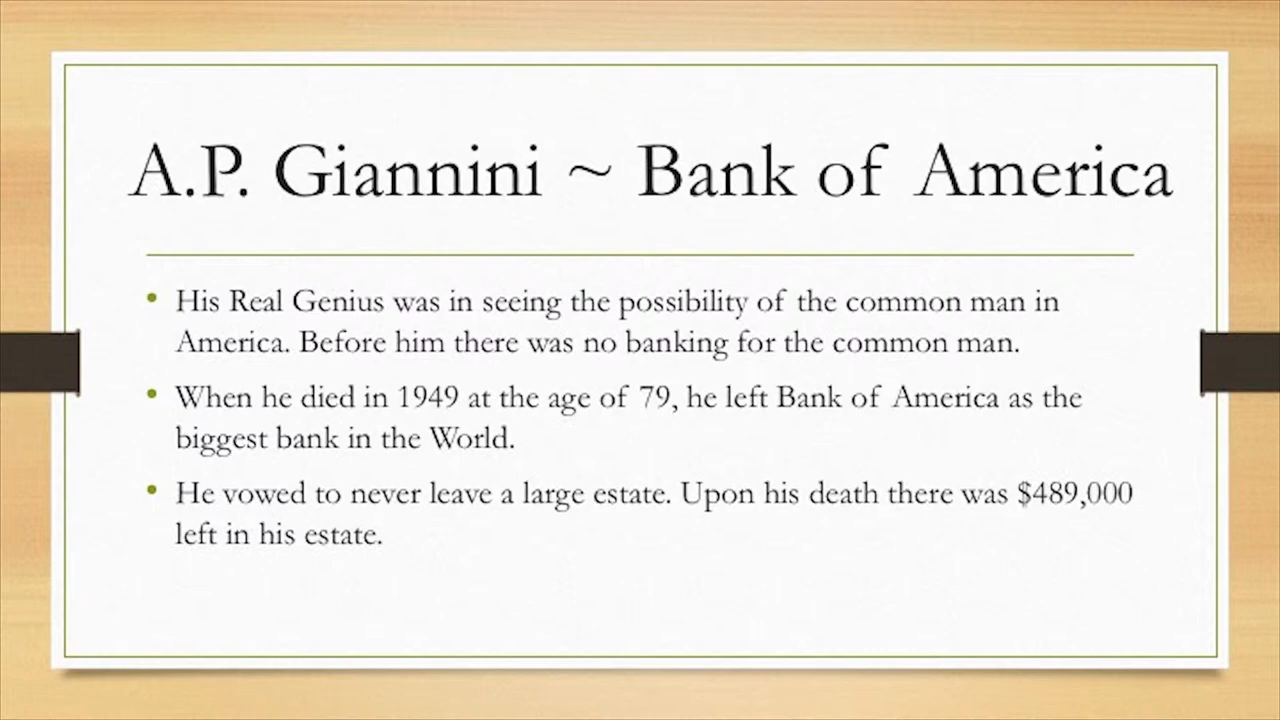 A.P. Giannini ~ Bank of America
• His Real Genius was in seeing the possibility of the common man in
America. Before him there was no banking for the common man.
• When he died in 1949 at the age of 79, he left Bank of America as the
biggest bank in the World.
• He vowed to never leave a large estate. Upon his death there was $489,000
left in his estate.